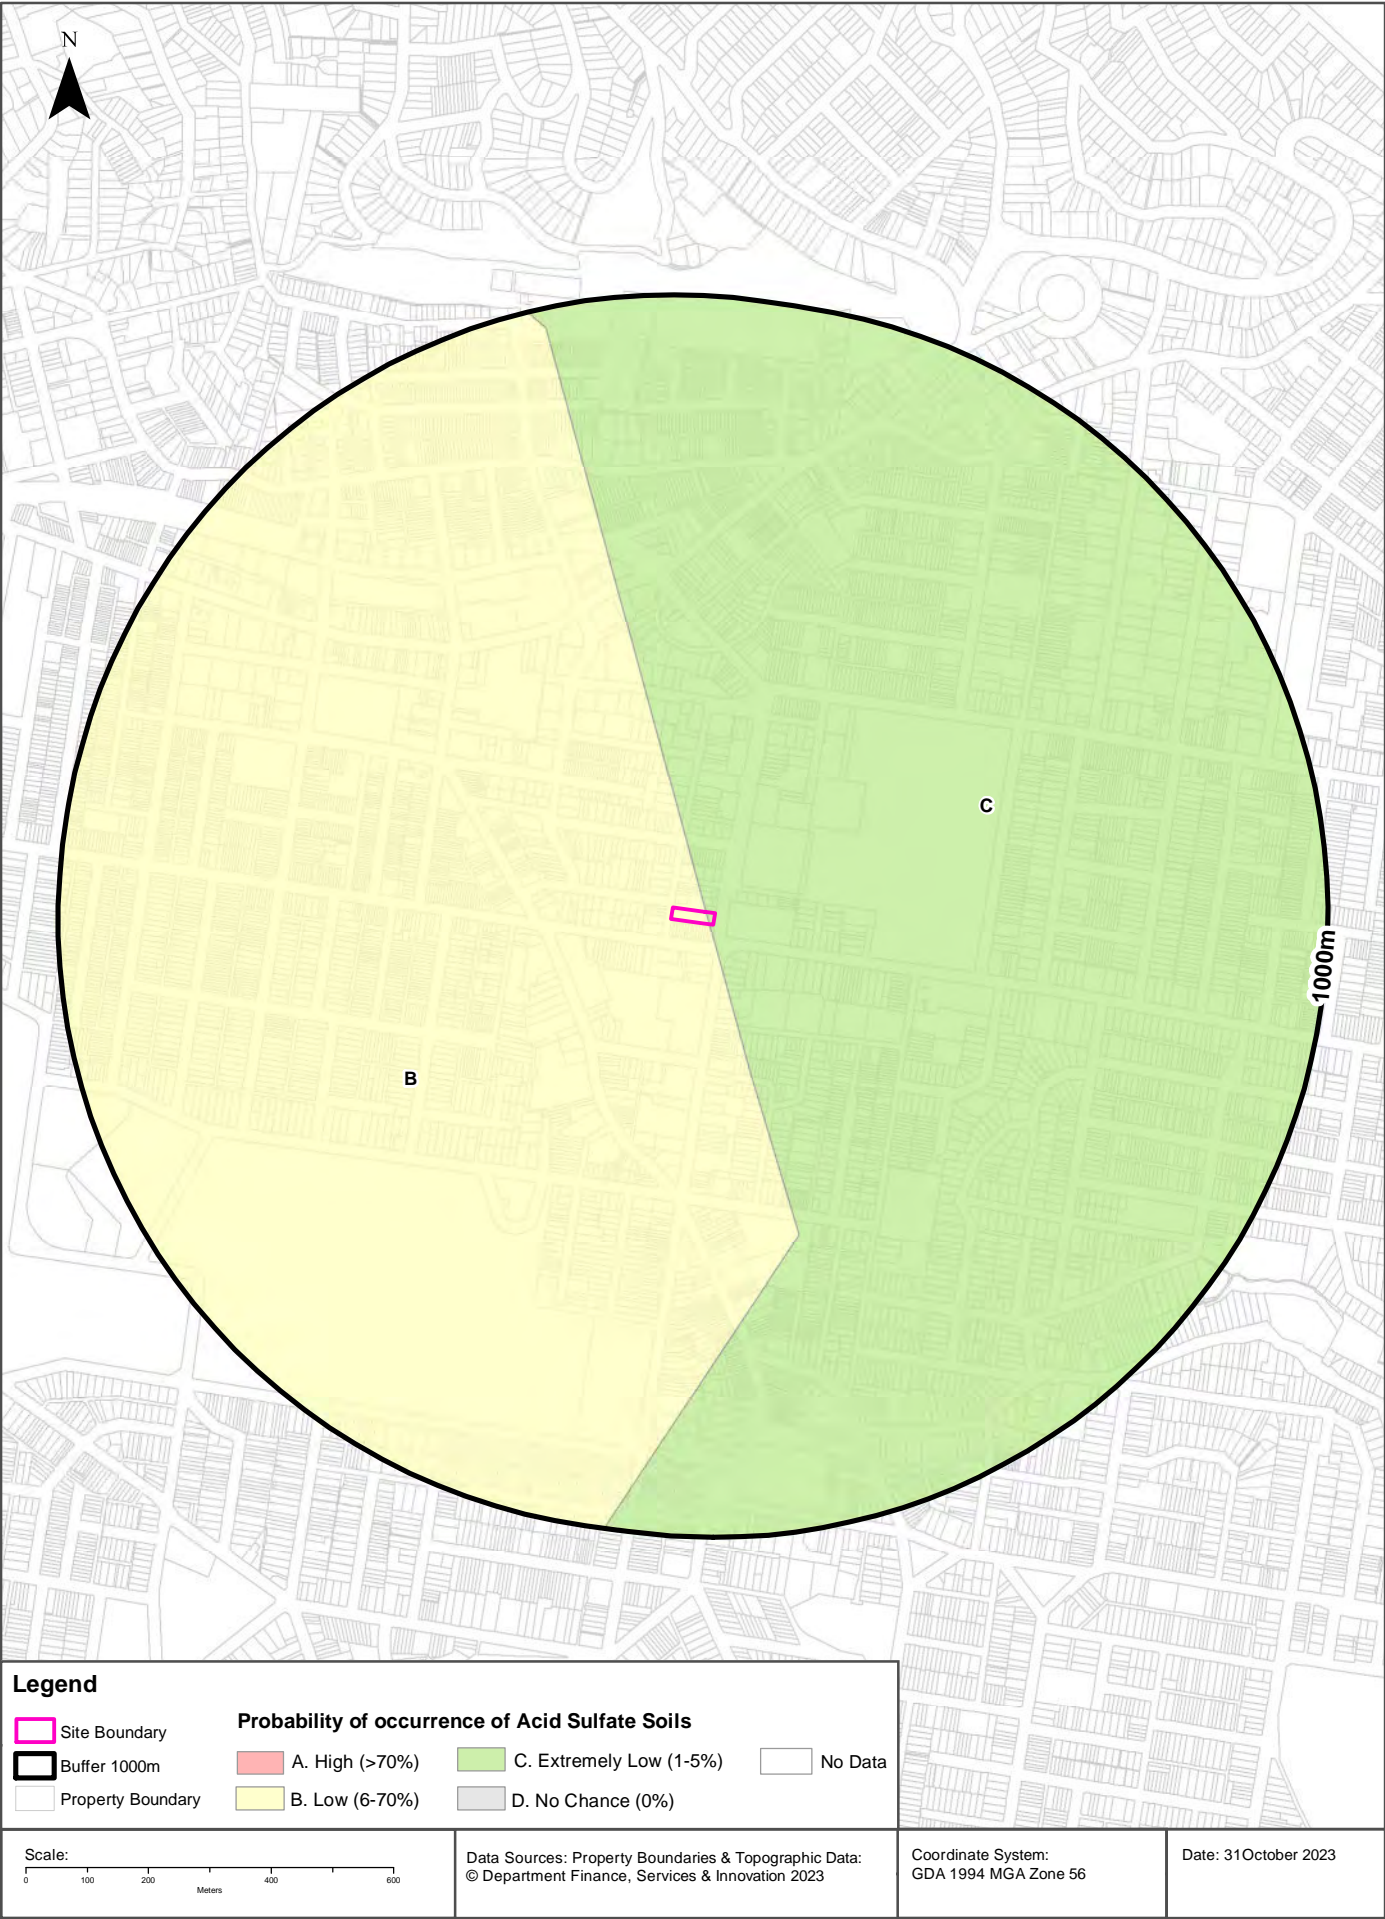 N
C
1000m
B
Legend
Site Boundary
Buffer 1000m
Property Boundary
Probability of occurrence of Acid Sulfate Soils
A. High (>70%)
B. Low (6-70%)
C. Extremely Low (1-5%)
D. No Chance (0%)
No Data
Scale:
0 100 200 400 600
Meters
Data Sources: Property Boundaries & Topographic Data:
© Department Finance, Services & Innovation 2023
Coordinate System:
GDA 1994 MGA Zone 56
Date: 31October 2023